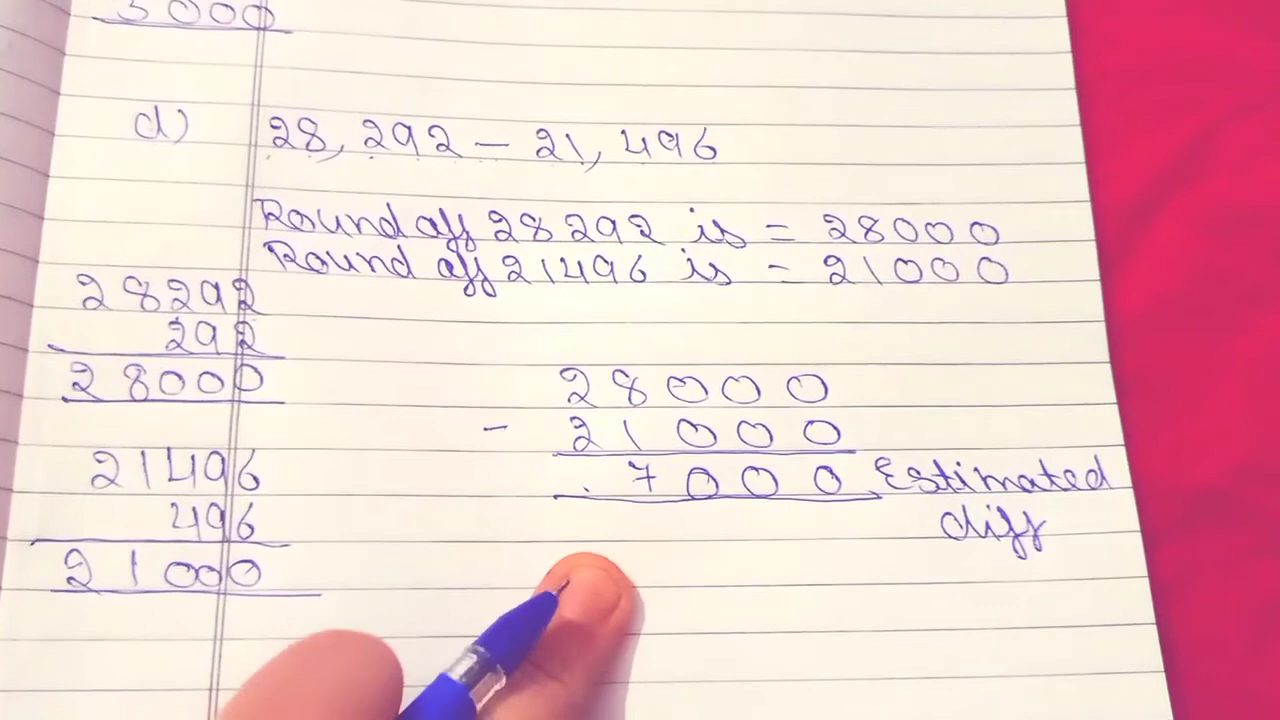 3000
d) 28,292 - 21,496
Round off 28292 is = 28000
Round off 21496 is = 21000
28292
292
28000
21496
496
21000
28000
- 21000
7000 Estimated
diff